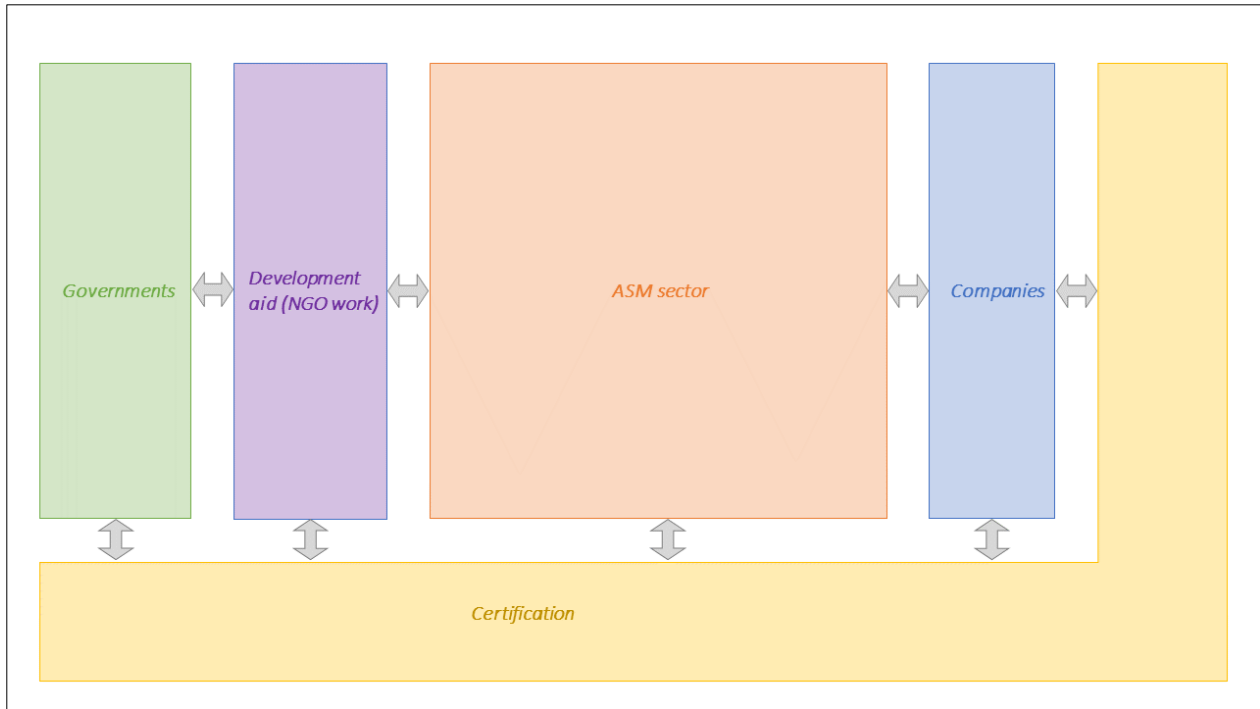 Governments
Development
aid (NGO work)
ASM sector
Companies
Certification